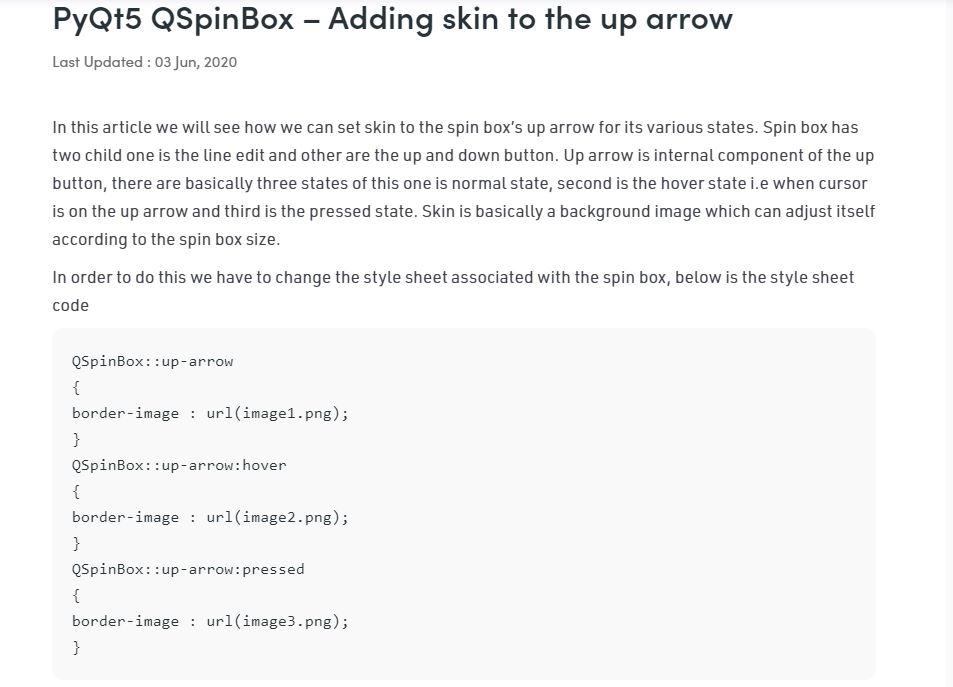 PyQt5 QSpinBox – Adding skin to the up arrow
Last Updated : 03 Jun, 2020
In this article we will see how we can set skin to the spin box's up arrow for its various states. Spin box has
two child one is the line edit and other are the up and down button. Up arrow is internal component of the up
button, there are basically three states of this one is normal state, second is the hover state i.e when cursor
is on the up arrow and third is the pressed state. Skin is basically a background image which can adjust itself
according to the spin box size.
In order to do this we have to change the style sheet associated with the spin box, below is the style sheet
code
QSpinBox::up-arrow
{
border-image : url(image1.png);
}
QSpinBox::up-arrow:hover
{
border-image : url(image2.png);
}
QSpinBox::up-arrow:pressed
{
border-image : url(image3.png);
}